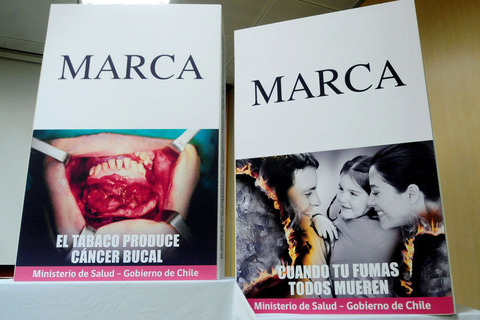 MARCA
EL TABACO PRODUCE
CÁNCER BUCAL
Ministerio de Salud - Gobierno de Chile
MARCA
CUANDO TU FUMAS
TODOS MUEREN
Ministerio de Salud - Gobierno de Chile